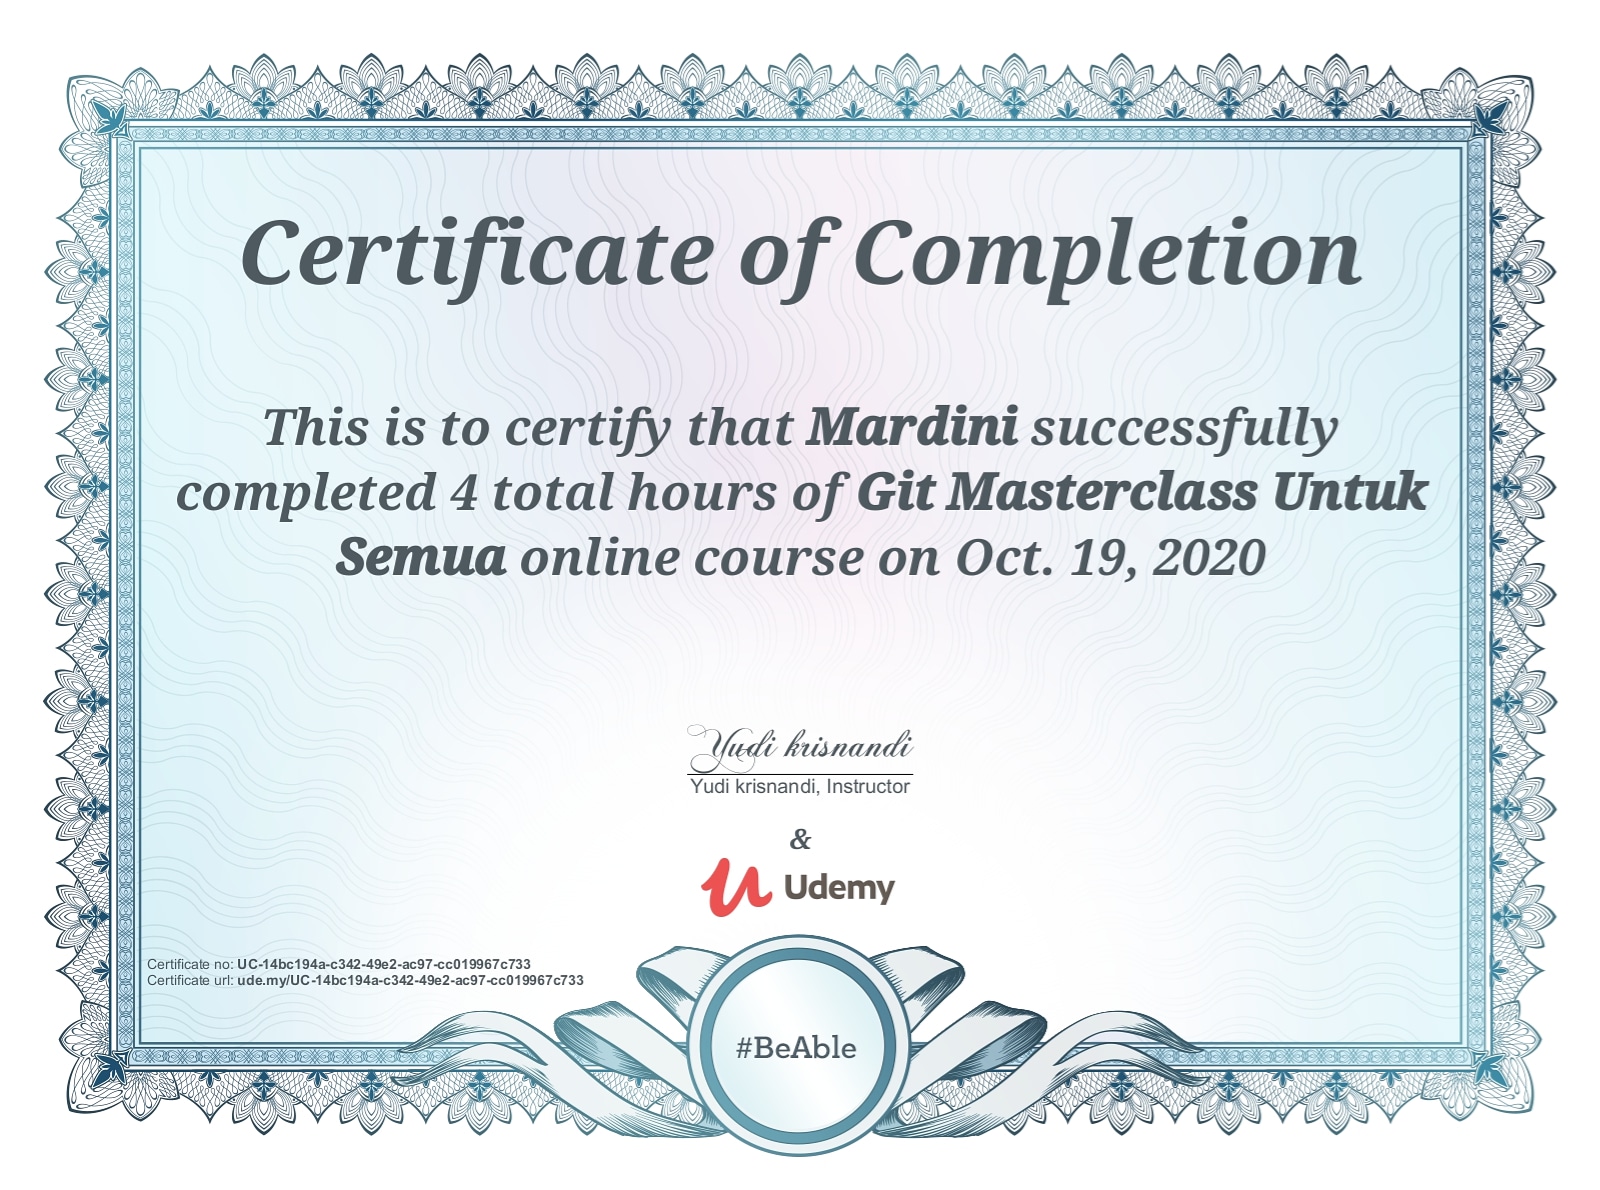 Certificate of Completion
This is to certify that Mardini successfully
completed 4 total hours of Git Masterclass Untuk
Semua online course on Oct. 19, 2020
Yudi krisnandi
Yudi krisnandi, Instructor
&
Udemy
Certificate no: UC-14bc194a-c342-49e2-ac97-cc019967c733
Certificate url: ude.my/UC-14bc194a-c342-49e2-ac97-cc019967c733
#BeAble